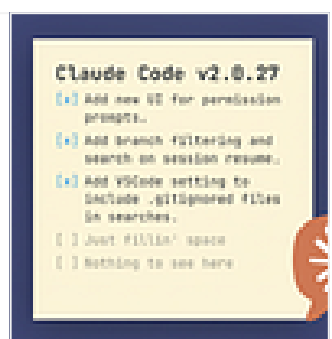 Claude Code v2.0.27
[x] Add new UI for permission
prompts.
[x] Add branch filtering and
search on session resume.
[x] Add VSCode setting to
include .gitignored files
in searches.
[ ] Just fillin' space
[ ] Nothing to see here